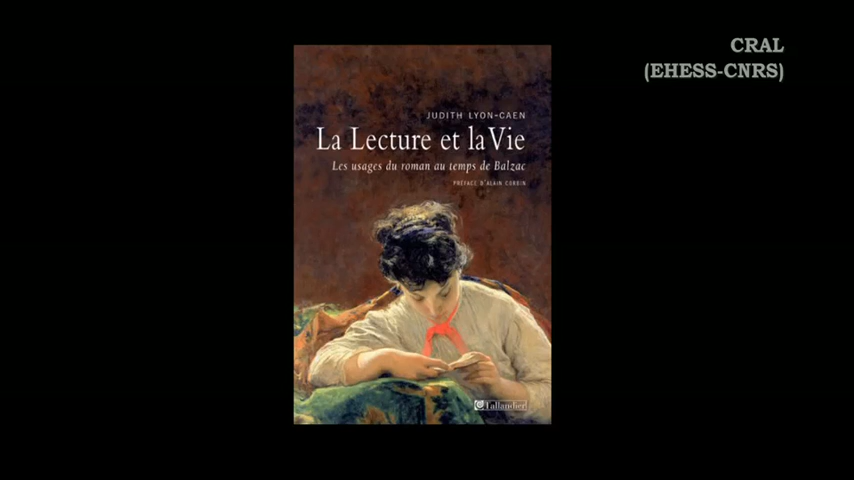 CRAL
(EHESS-CNRS)
JUDITH LYON-CAEN
La Lecture et la Vie
Les usages du roman au temps de Balzac
PRÉFACE D'ALAIN CORBIN
Tallandier